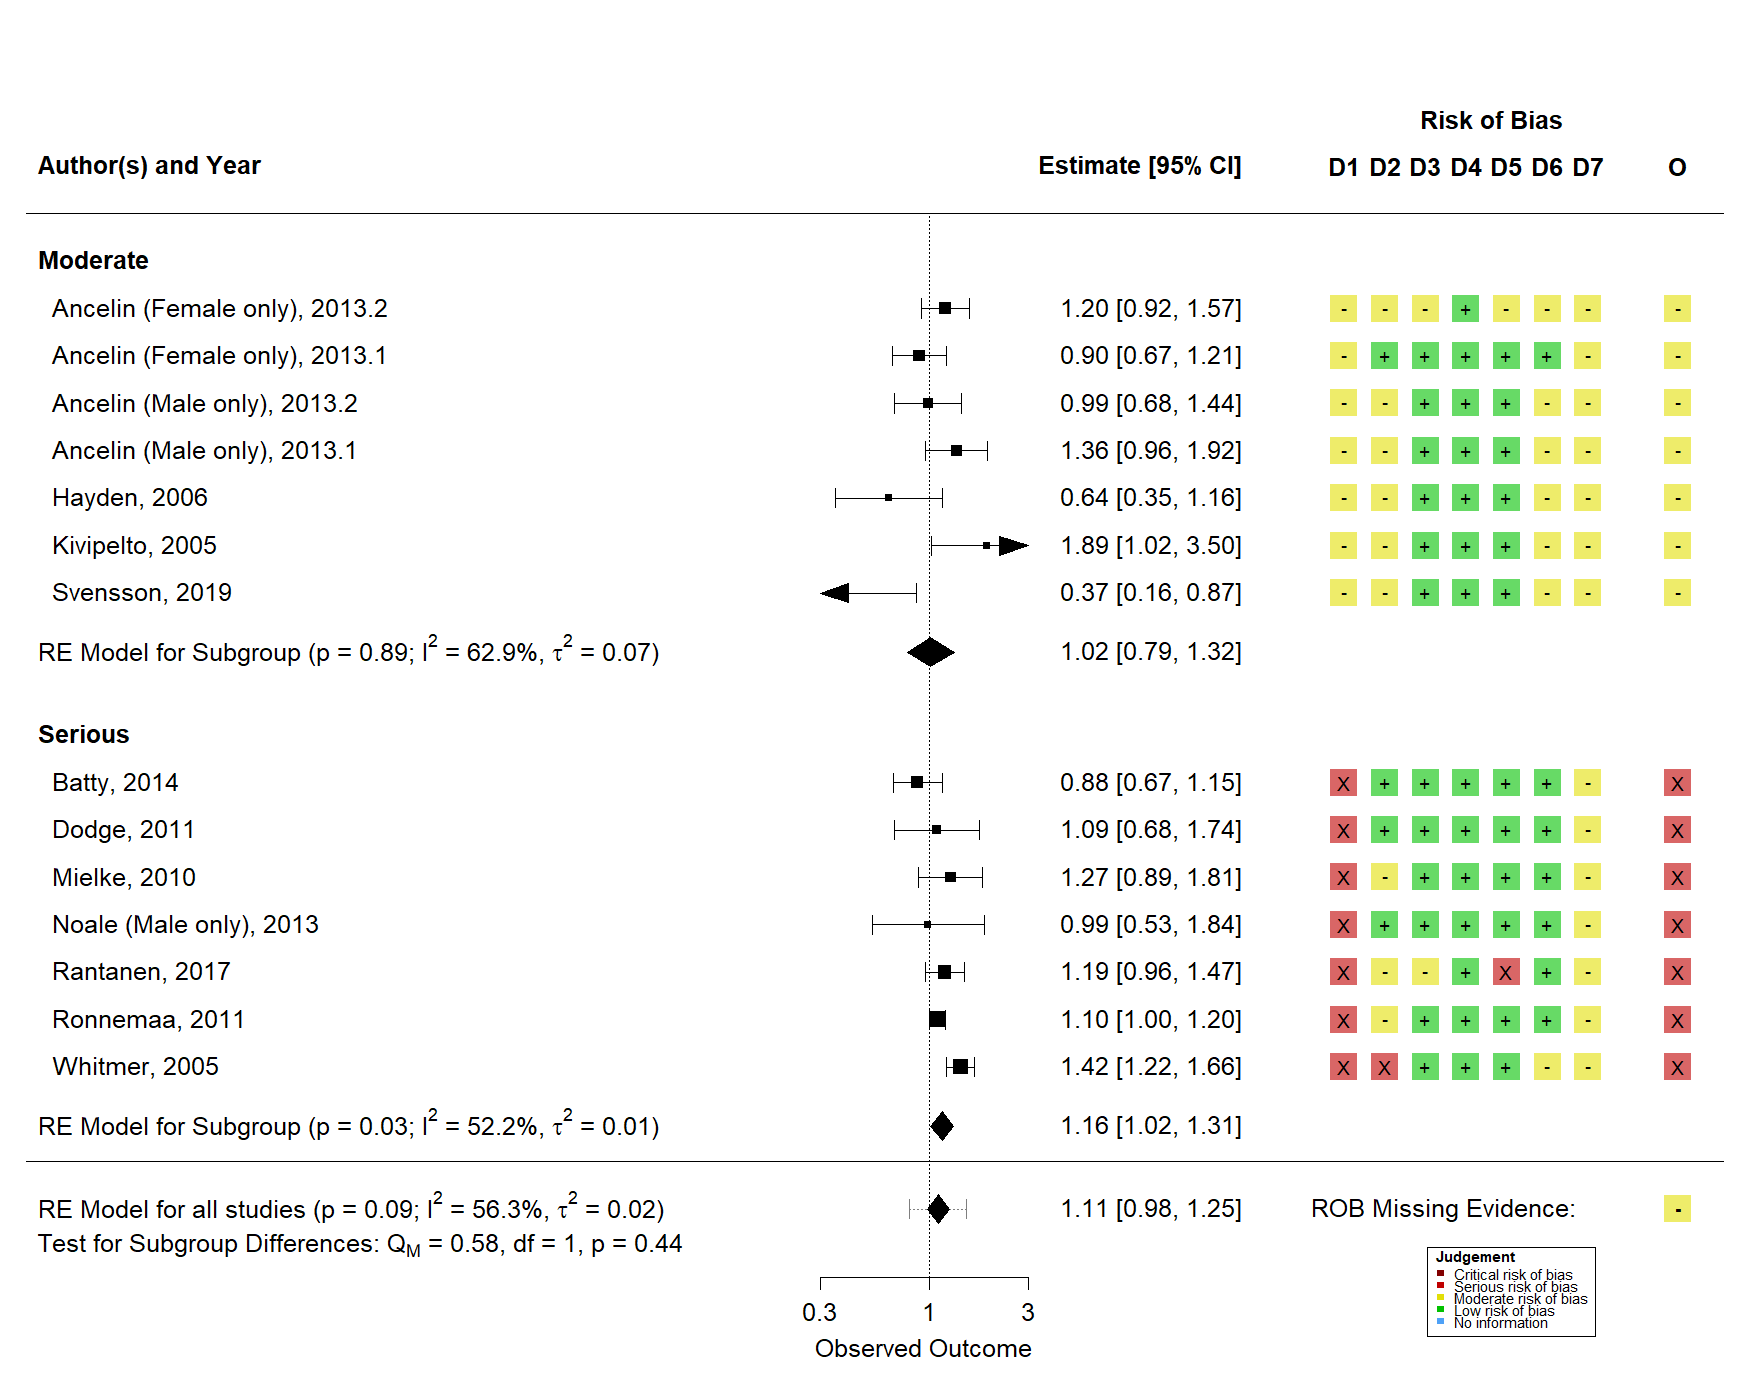 Risk of Bias
Author(s) and Year Estimate [95% CI] D1 D2 D3 D4 D5 D6 D7 O
Moderate
Ancelin (Female only), 2013.2 1.20 [0.92, 1.57] - - - + - - - -
Ancelin (Female only), 2013.1 0.90 [0.67, 1.21] - + + + + + - -
Ancelin (Male only), 2013.2 0.99 [0.68, 1.44] - - + + + - - -
Ancelin (Male only), 2013.1 1.36 [0.96, 1.92] - - + + + - - -
Hayden, 2006 0.64 [0.35, 1.16] - - + + + - - -
Kivipelto, 2005 1.89 [1.02, 3.50] - - + + + - - -
Svensson, 2019 0.37 [0.16, 0.87] - - + + + - - -
RE Model for Subgroup (p = 0.89; I² = 62.9%, τ² = 0.07) 1.02 [0.79, 1.32]
Serious
Batty, 2014 0.88 [0.67, 1.15] X + + + + + - X
Dodge, 2011 1.09 [0.68, 1.74] X + + + + + - X
Mielke, 2010 1.27 [0.89, 1.81] X - + + + + - X
Noale (Male only), 2013 0.99 [0.53, 1.84] X + + + + + - X
Rantanen, 2017 1.19 [0.96, 1.47] X - - + X + - X
Ronnemaa, 2011 1.10 [1.00, 1.20] X - + + + + - X
Whitmer, 2005 1.42 [1.22, 1.66] X X + + + - - X
RE Model for Subgroup (p = 0.03; I² = 52.2%, τ² = 0.01) 1.16 [1.02, 1.31]
RE Model for all studies (p = 0.09; I² = 56.3%, τ² = 0.02) 1.11 [0.98, 1.25] ROB Missing Evidence: -
Test for Subgroup Differences: Q_M = 0.58, df = 1, p = 0.44
Judgement
Critical risk of bias
Serious risk of bias
Moderate risk of bias
Low risk of bias
No information
0.3 1 3
Observed Outcome